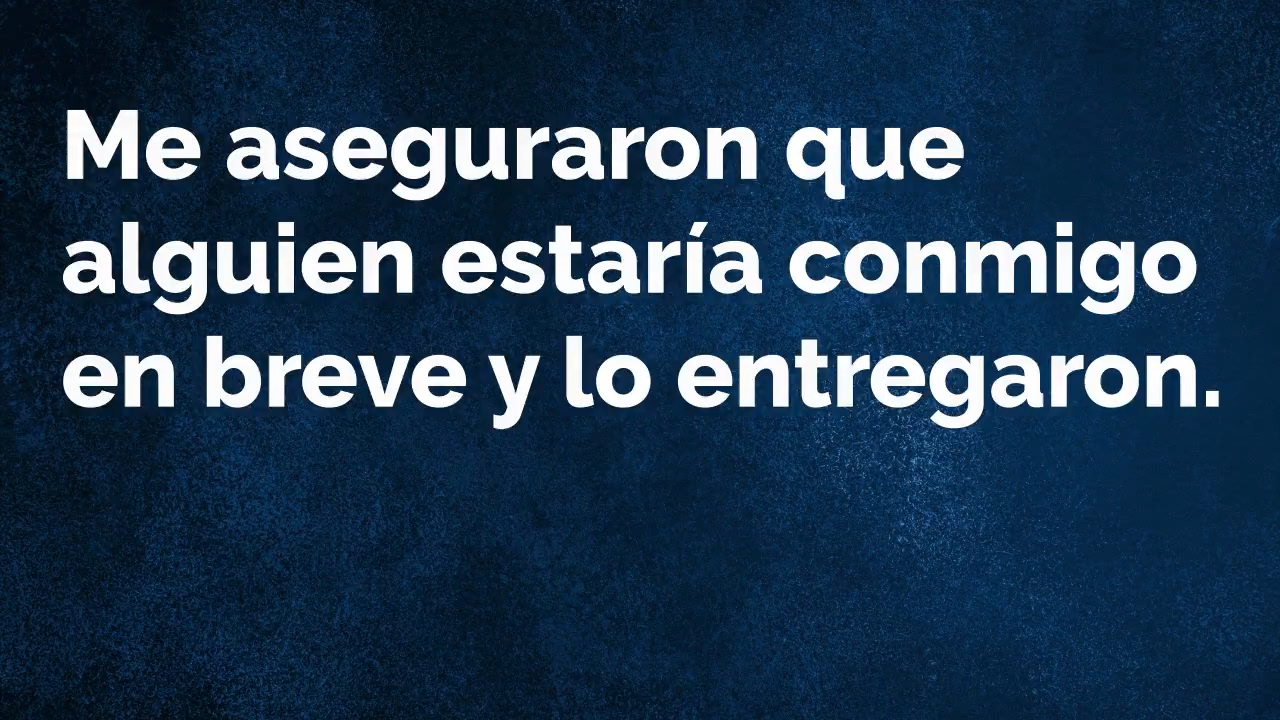 Me aseguraron que
alguien estaría conmigo
en breve y lo entregaron.